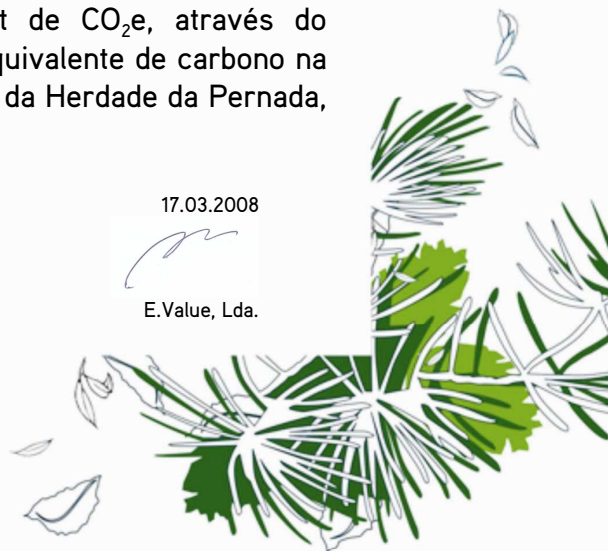 t de CO₂e, através do
quivalente de carbono na
da Herdade da Pernada,
17.03.2008
E.Value, Lda.